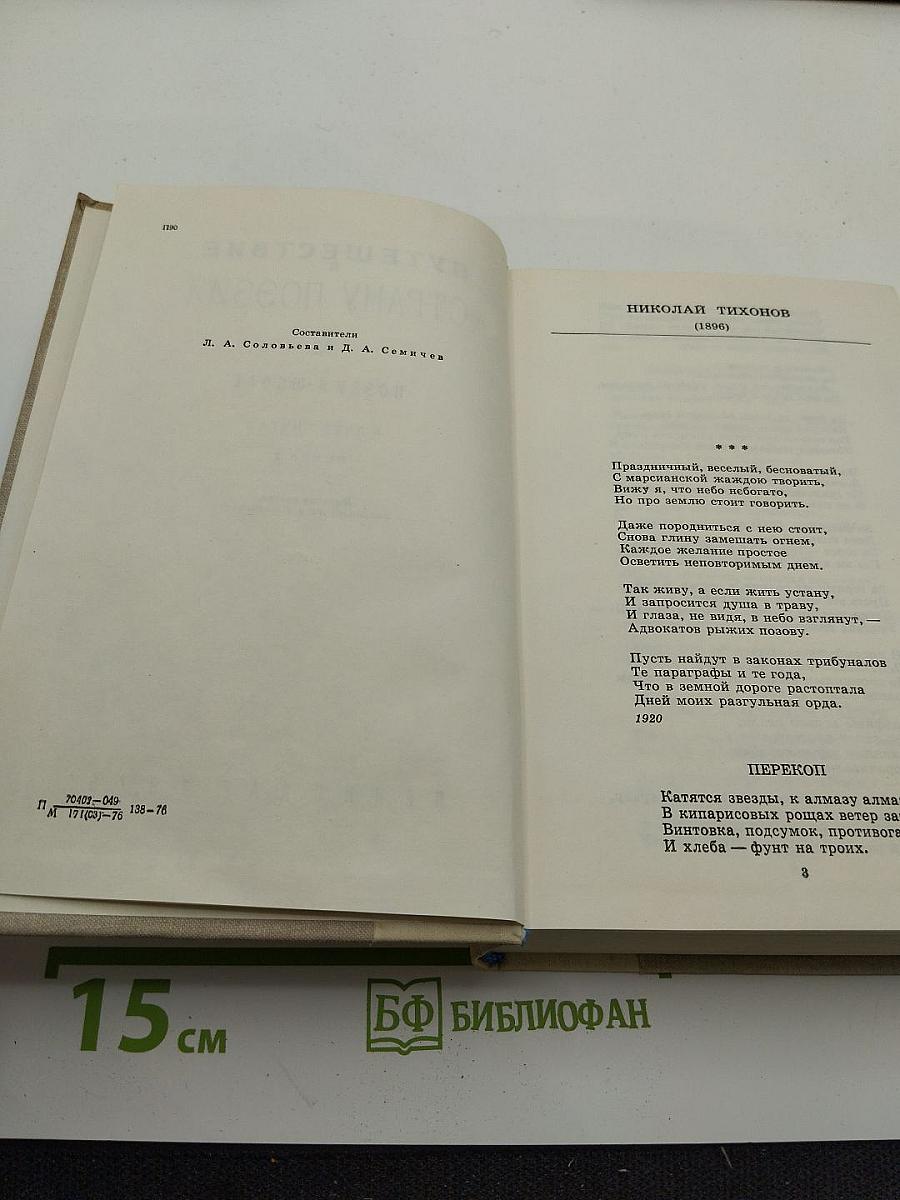 П90
Составители
Л. А. Соловьева и Д. А. Семичев
П 70402—049 138—76
М 171(03)—76
НИКОЛАЙ ТИХОНОВ
(1896)
* * *
Праздничный, веселый, бесноватый,
С марсианской жаждою творить,
Вижу я, что небо небогато,
Но про землю стоит говорить.
Даже породниться с нею стоит,
Снова глину замешать огнем,
Каждое желание простое
Осветить неповторимым днем.
Так живу, а если жить устану,
И запросится душа в траву,
И глаза, не видя, в небо взглянут,—
Адвокатов рыжих позову.
Пусть найдут в законах трибуналов
Те параграфы и те года,
Что в земной дороге растоптала
Дней моих разгульная орда.
1920
ПЕРЕКОП
Катятся звезды, к алмазу
В кипарисовых рощах ветер
Винтовка, подсумок,
И хлеба — фунт на троих.
3
15 см
БФ БИБЛИОФАН